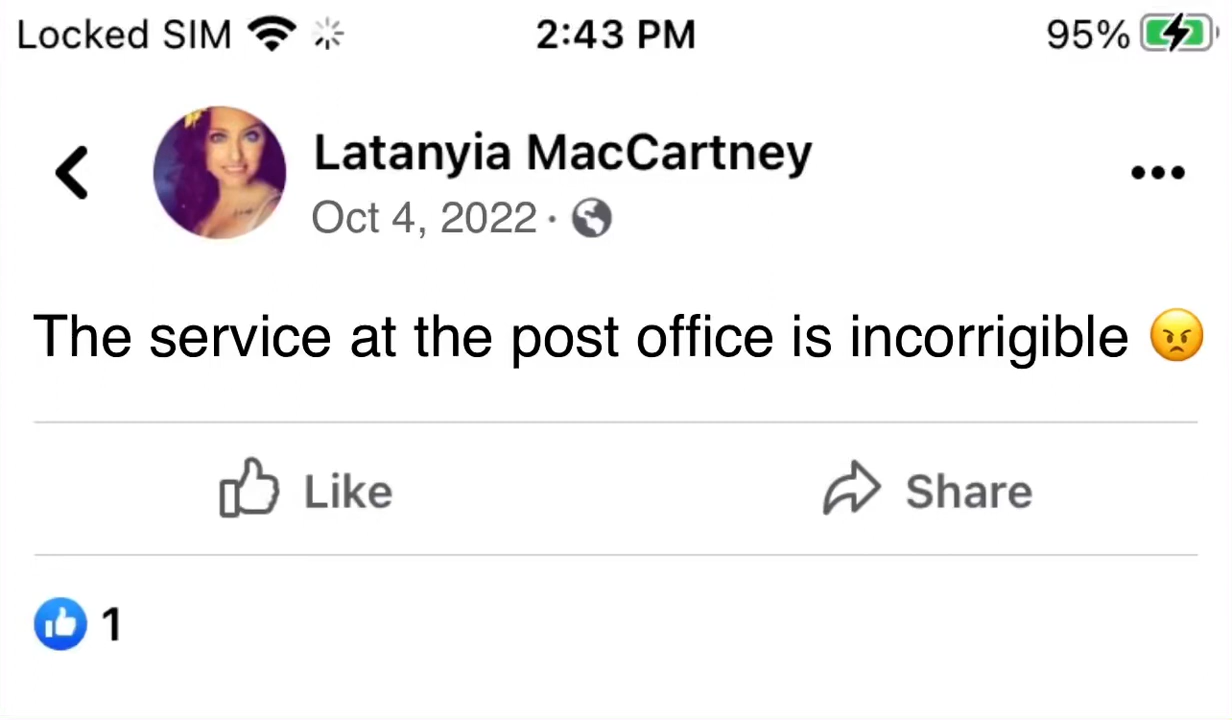 Locked SIM 2:43 PM 95%
Latanyia MacCartney
Oct 4, 2022 ·
The service at the post office is incorrigible 😠
Like Share
1